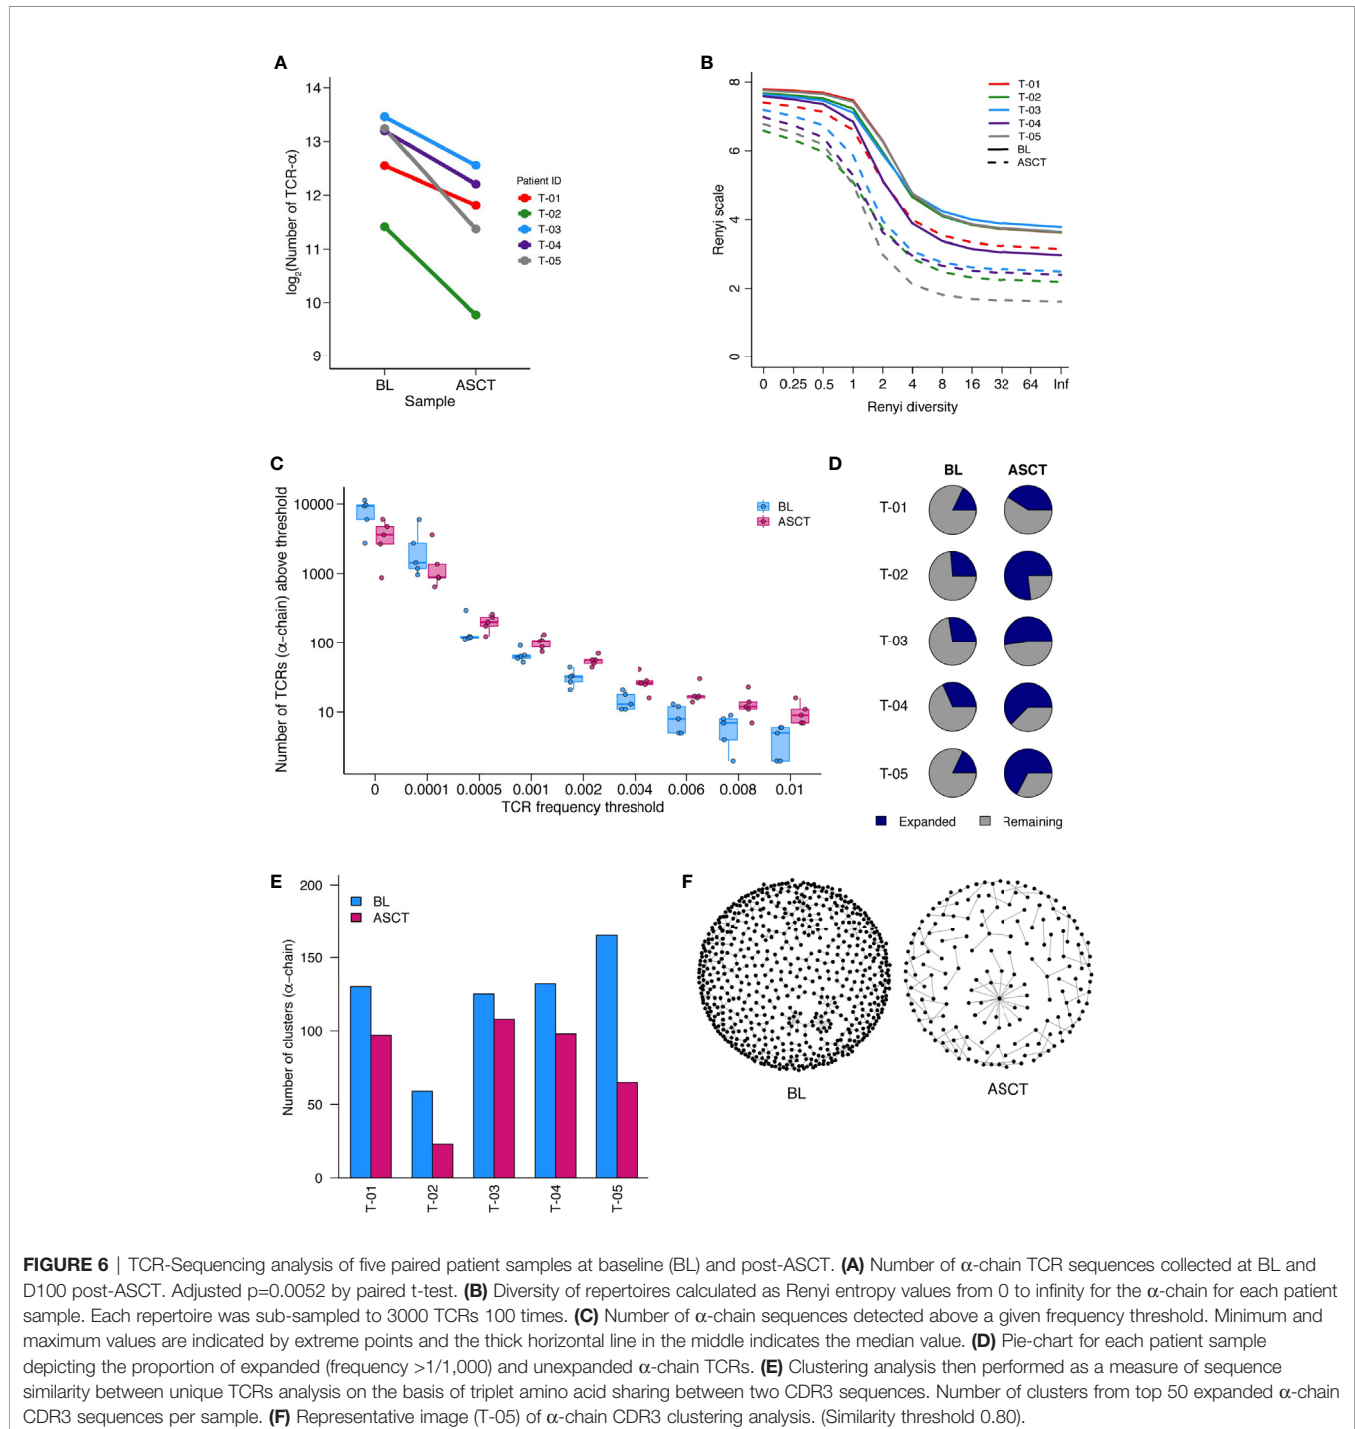 A
14
13
12
11
10
9
log2(Number of TCR-α)
BL
ASCT
Sample
Patient ID
T-01
T-02
T-03
T-04
T-05
B
8
6
4
2
0
Renyi scale
0 0.25 0.5 1 2 4 8 16 32 64 Inf
Renyi diversity
T-01
T-02
T-03
T-04
T-05
BL
ASCT
C
10000
1000
100
10
Number of TCRs (α−chain) above threshold
0 0.0001 0.0005 0.001 0.002 0.004 0.006 0.008 0.01
TCR frequency threshold
BL
ASCT
D
BL ASCT
T-01
T-02
T-03
T-04
T-05
Expanded Remaining
E
200
150
100
50
0
Number of clusters (α−chain)
BL
ASCT
T-01
T-02
T-03
T-04
T-05
F
BL
ASCT
FIGURE 6 | TCR-Sequencing analysis of five paired patient samples at baseline (BL) and post-ASCT. (A) Number of α-chain TCR sequences collected at BL and
D100 post-ASCT. Adjusted p=0.0052 by paired t-test. (B) Diversity of repertoires calculated as Renyi entropy values from 0 to infinity for the α-chain for each patient
sample. Each repertoire was sub-sampled to 3000 TCRs 100 times. (C) Number of α-chain sequences detected above a given frequency threshold. Minimum and
maximum values are indicated by extreme points and the thick horizontal line in the middle indicates the median value. (D) Pie-chart for each patient sample
depicting the proportion of expanded (frequency >1/1,000) and unexpanded α-chain TCRs. (E) Clustering analysis then performed as a measure of sequence
similarity between unique TCRs analysis on the basis of triplet amino acid sharing between two CDR3 sequences. Number of clusters from top 50 expanded α-chain
CDR3 sequences per sample. (F) Representative image (T-05) of α-chain CDR3 clustering analysis. (Similarity threshold 0.80).